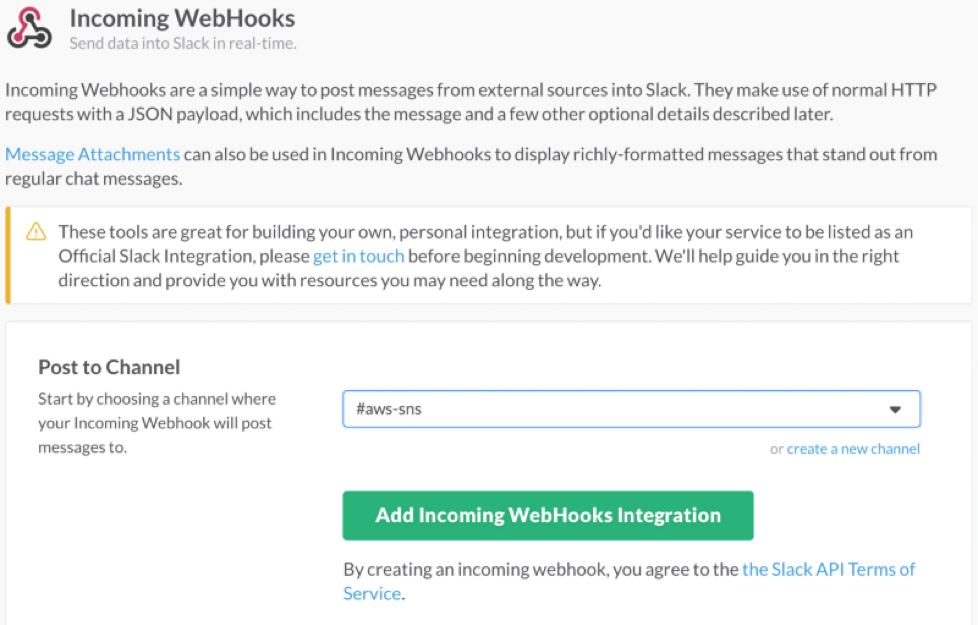 Incoming WebHooks
Send data into Slack in real-time.
Incoming Webhooks are a simple way to post messages from external sources into Slack. They make use of normal HTTP
requests with a JSON payload, which includes the message and a few other optional details described later.
Message Attachments can also be used in Incoming Webhooks to display richly-formatted messages that stand out from
regular chat messages.
These tools are great for building your own, personal integration, but if you'd like your service to be listed as an
Official Slack Integration, please get in touch before beginning development. We'll help guide you in the right
direction and provide you with resources you may need along the way.
Post to Channel
Start by choosing a channel where
your Incoming Webhook will post
messages to.
#aws-sns
or create a new channel
Add Incoming WebHooks Integration
By creating an incoming webhook, you agree to the the Slack API Terms of
Service.